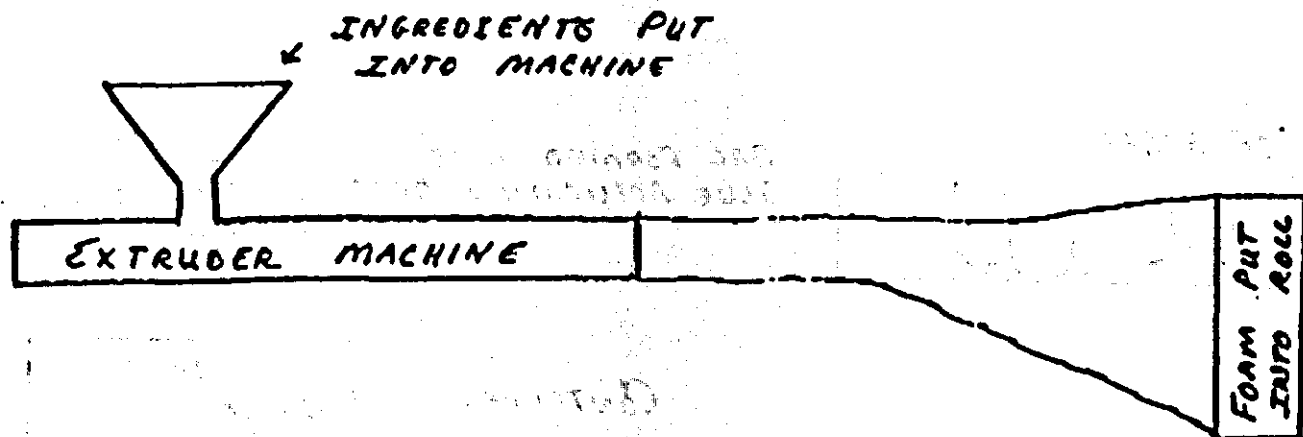 INGREDIENTS PUT
INTO MACHINE
EXTRUDER MACHINE
FOAM PUT
INTO ROLL